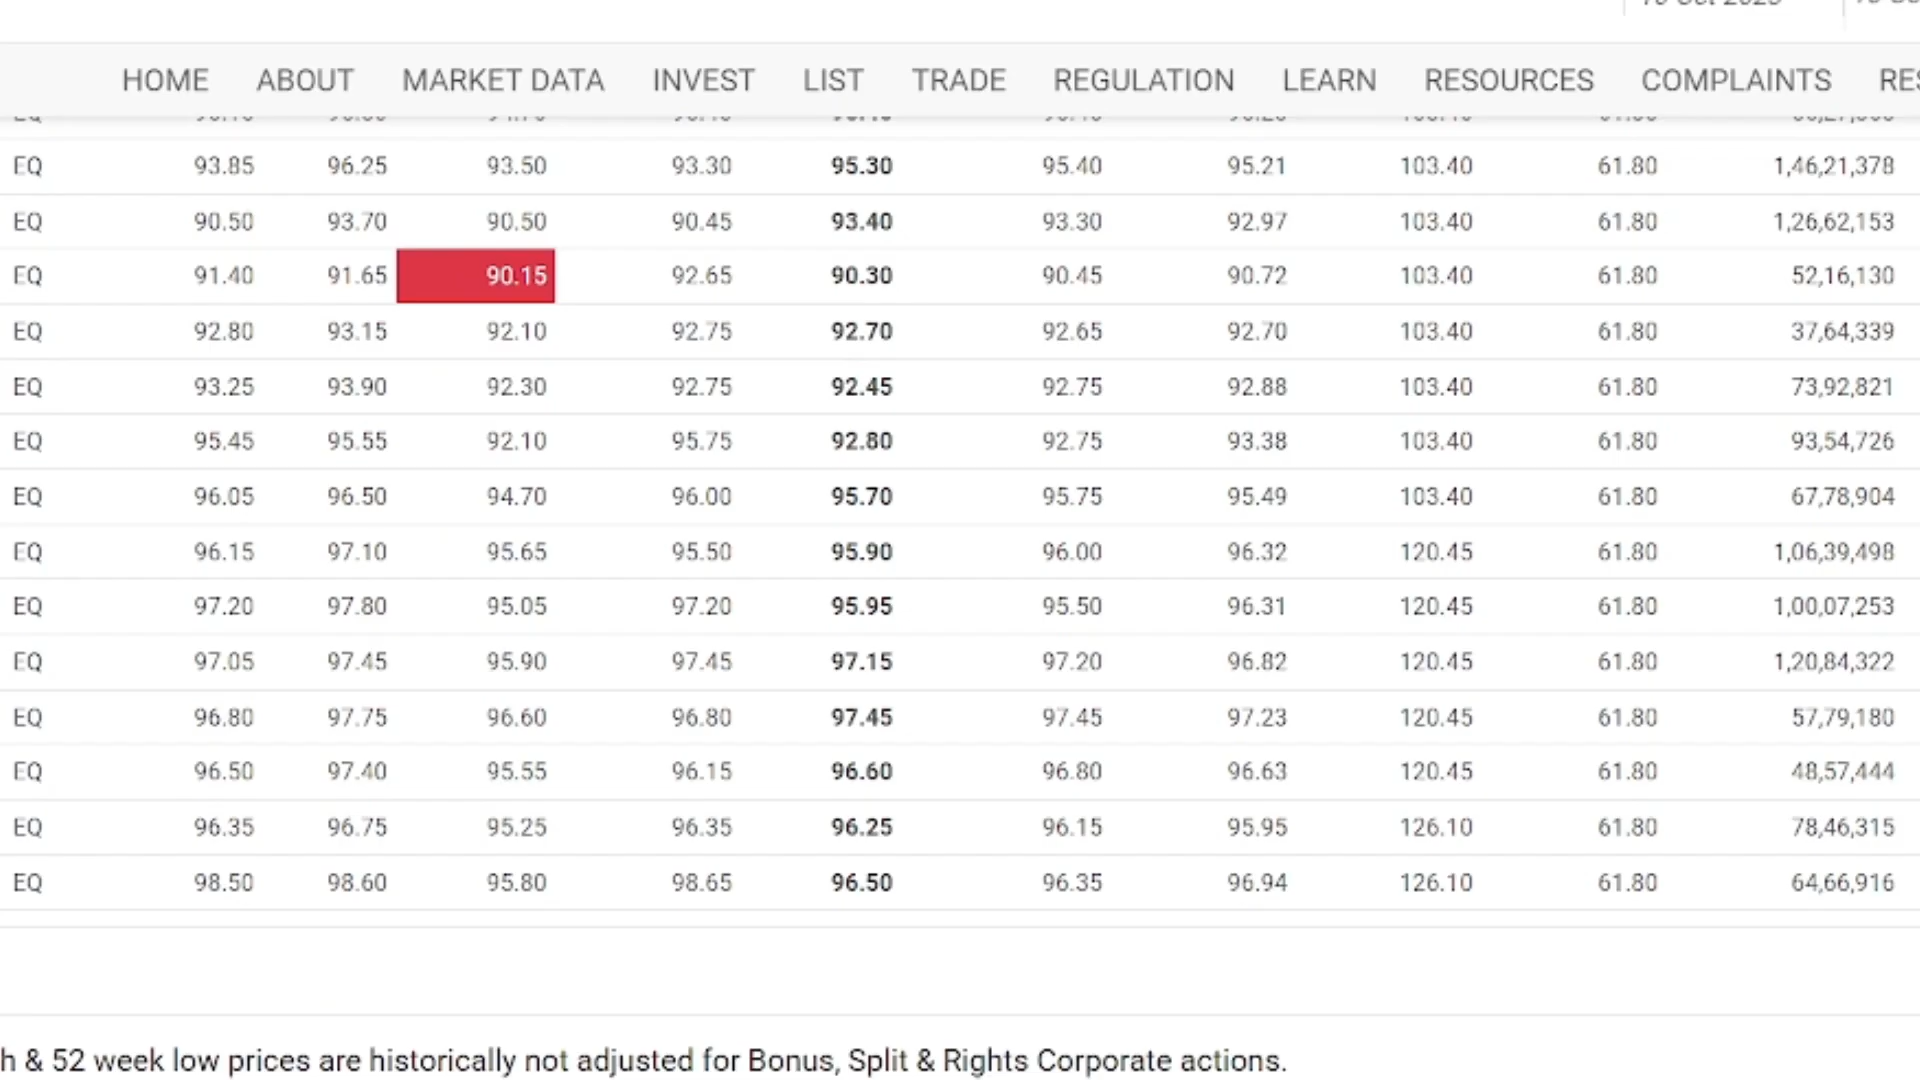 HOME ABOUT MARKET DATA INVEST LIST TRADE REGULATION LEARN RESOURCES COMPLAINTS
EQ 93.85 96.25 93.50 93.30 95.30 95.40 95.21 103.40 61.80 1,46,21,378
EQ 90.50 93.70 90.50 90.45 93.40 93.30 92.97 103.40 61.80 1,26,62,153
EQ 91.40 91.65 90.15 92.65 90.30 90.45 90.72 103.40 61.80 52,16,130
EQ 92.80 93.15 92.10 92.75 92.70 92.65 92.70 103.40 61.80 37,64,339
EQ 93.25 93.90 92.30 92.75 92.45 92.75 92.88 103.40 61.80 73,92,821
EQ 95.45 95.55 92.10 95.75 92.80 92.75 93.38 103.40 61.80 93,54,726
EQ 96.05 96.50 94.70 96.00 95.70 95.75 95.49 103.40 61.80 67,78,904
EQ 96.15 97.10 95.65 95.50 95.90 96.00 96.32 120.45 61.80 1,06,39,498
EQ 97.20 97.80 95.05 97.20 95.95 95.50 96.31 120.45 61.80 1,00,07,253
EQ 97.05 97.45 95.90 97.45 97.15 97.20 96.82 120.45 61.80 1,20,84,322
EQ 96.80 97.75 96.60 96.80 97.45 97.45 97.23 120.45 61.80 57,79,180
EQ 96.50 97.40 95.55 96.15 96.60 96.80 96.63 120.45 61.80 48,57,444
EQ 96.35 96.75 95.25 96.35 96.25 96.15 95.95 126.10 61.80 78,46,315
EQ 98.50 98.60 95.80 98.65 96.50 96.35 96.94 126.10 61.80 64,66,916
h & 52 week low prices are historically not adjusted for Bonus, Split & Rights Corporate actions.